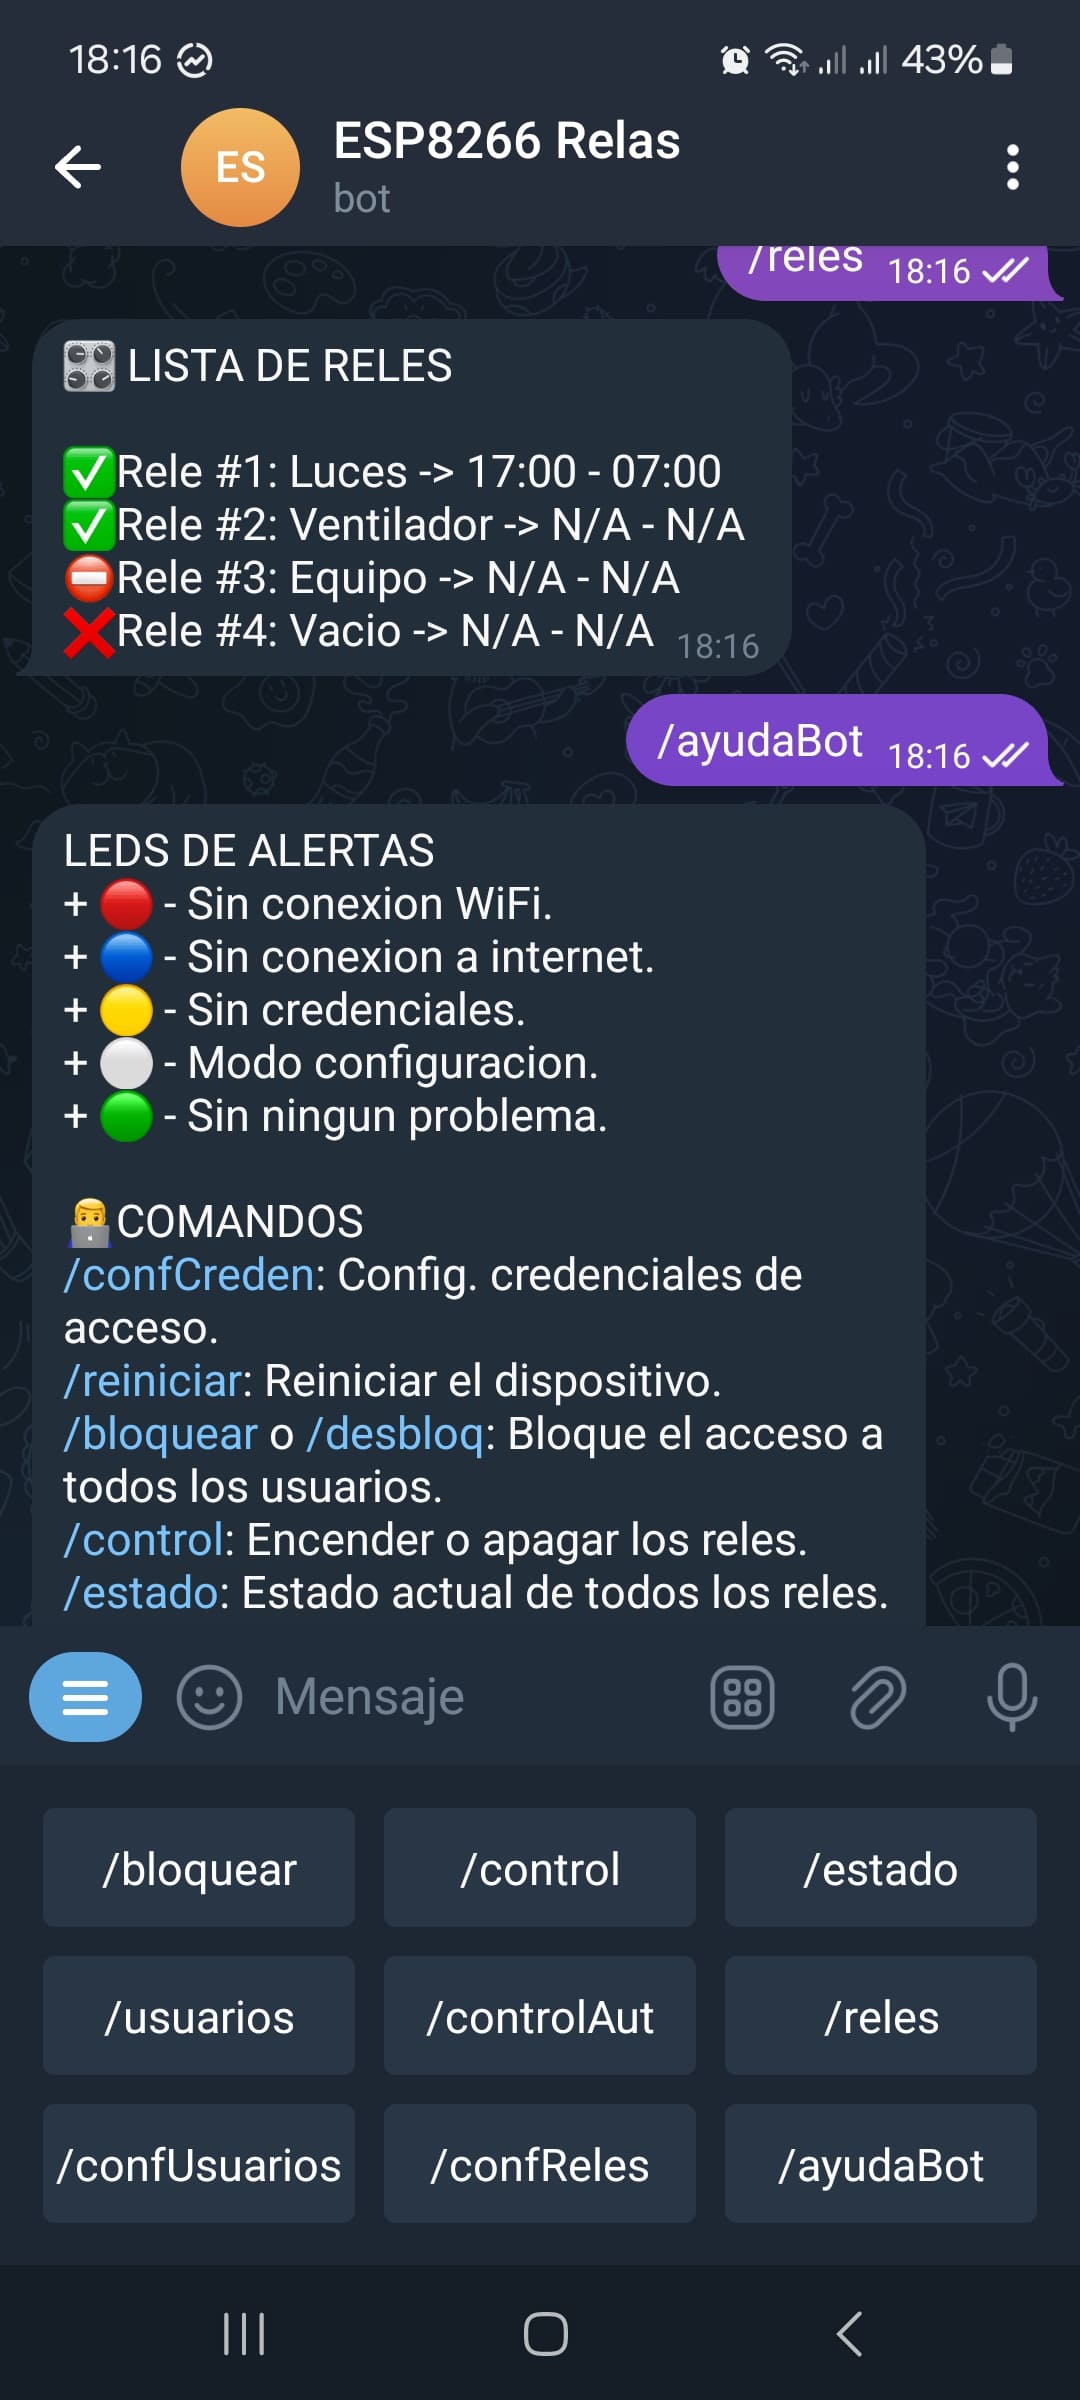 18:16
43%
ES
ESP8266 Relas
bot
/reles 18:16
LISTA DE RELES
Rele #1: Luces -> 17:00 - 07:00
Rele #2: Ventilador -> N/A - N/A
Rele #3: Equipo -> N/A - N/A
Rele #4: Vacio -> N/A - N/A 18:16
/ayudaBot 18:16
LEDS DE ALERTAS
+ 🔴 - Sin conexion WiFi.
+ 🔵 - Sin conexion a internet.
+ 🟡 - Sin credenciales.
+ ⚪ - Modo configuracion.
+ 🟢 - Sin ningun problema.
COMANDOS
/confCreden: Config. credenciales de
acceso.
/reiniciar: Reiniciar el dispositivo.
/bloquear o /desbloq: Bloque el acceso a
todos los usuarios.
/control: Encender o apagar los reles.
/estado: Estado actual de todos los reles.
Mensaje
/bloquear /control /estado
/usuarios /controlAut /reles
/confUsuarios /confReles /ayudaBot